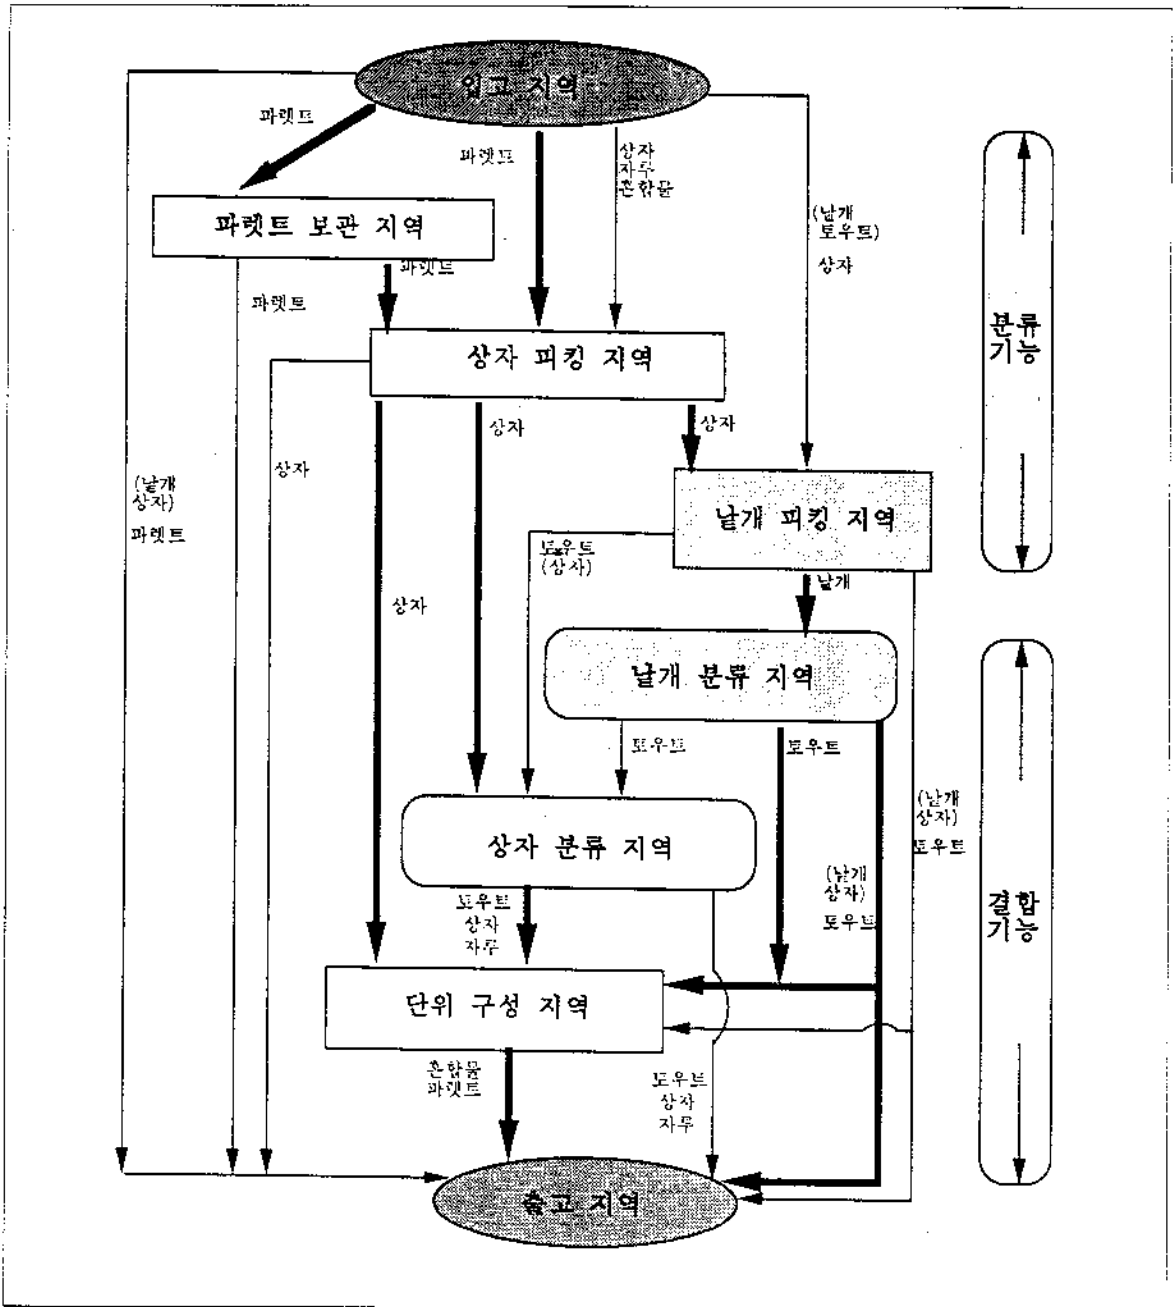 입고 지역
파렛트
파렛트
상자
자루
혼합물
(낱개
토우트)
상자
파렛트 보관 지역
파렛트
파렛트
분류
기능
상자 피킹 지역
상자
상자
상자
(낱개
상자)
파렛트
낱개 피킹 지역
토우트
(상자)
낱개
상자
낱개 분류 지역
토우트
토우트
(낱개
상자)
토우트
상자 분류 지역
(낱개
상자)
토우트
토우트
상자
자루
결합
기능
단위 구성 지역
혼합물
파렛트
토우트
상자
자루
출고 지역